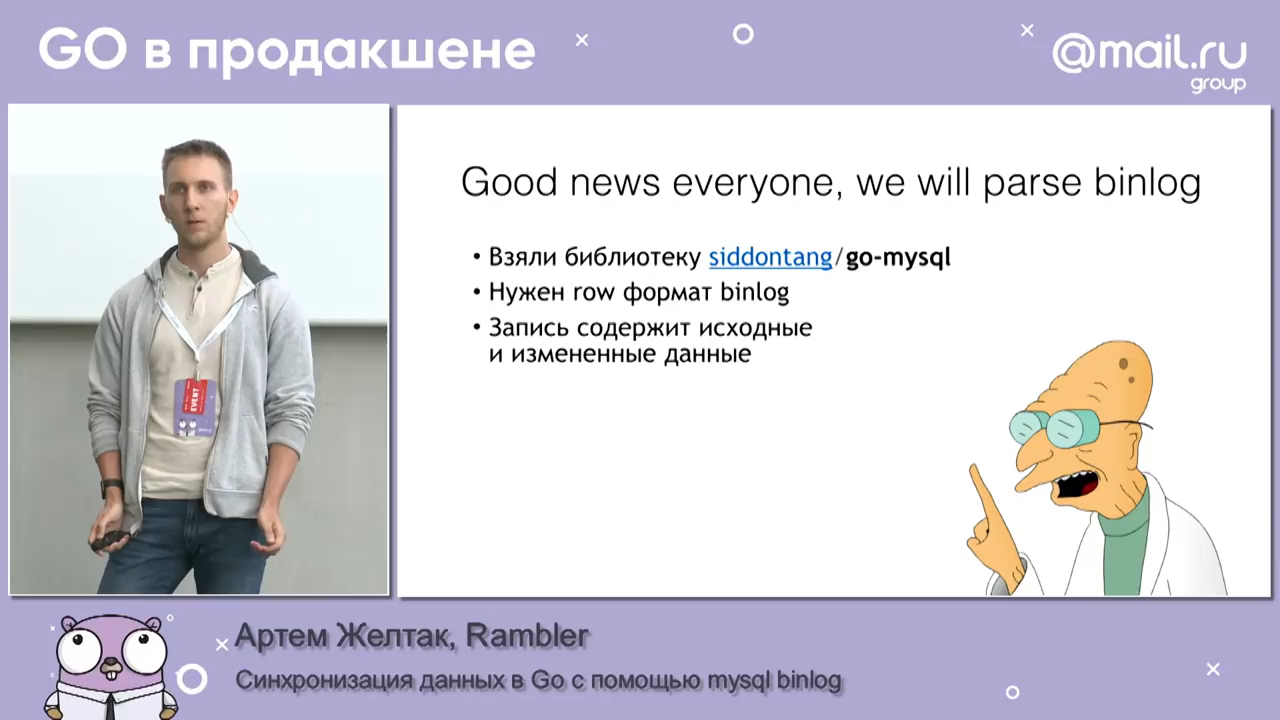 GO в продакшене
@mail.ru
group
Good news everyone, we will parse binlog
• Взяли библиотеку siddontang/go-mysql
• Нужен row формат binlog
• Запись содержит исходные
и измененные данные
EVENT
Артем Желтак, Rambler
Синхронизация данных в Go с помощью mysql binlog